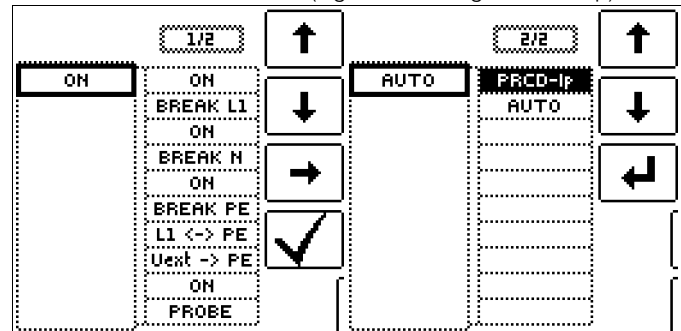 1/2
ON
ON
BREAK L1
ON
BREAK N
ON
BREAK PE
L1 <-> PE
Uext -> PE
ON
PROBE
2/2
AUTO
PRCD-Ip
AUTO